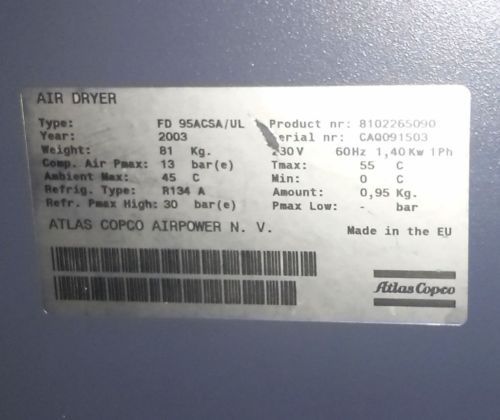 AIR DRYER
Type: FD 95ACSA/UL Product nr: 8102265090
Year: 2003 erial nr: CAQ091503
Weight: 81 Kg. 30 V 60Hz 1,40 Kw 1Ph
Comp. Air Pmax: 13 bar(e) Tmax: 55 C
Ambient Max: 45 C Min: 0 C
Refrig. Type: R134 A Amount: 0,95 Kg.
Refr. Pmax High: 30 bar(e) Pmax Low: - bar
ATLAS COPCO AIRPOWER N. V. Made in the EU
Atlas Copco